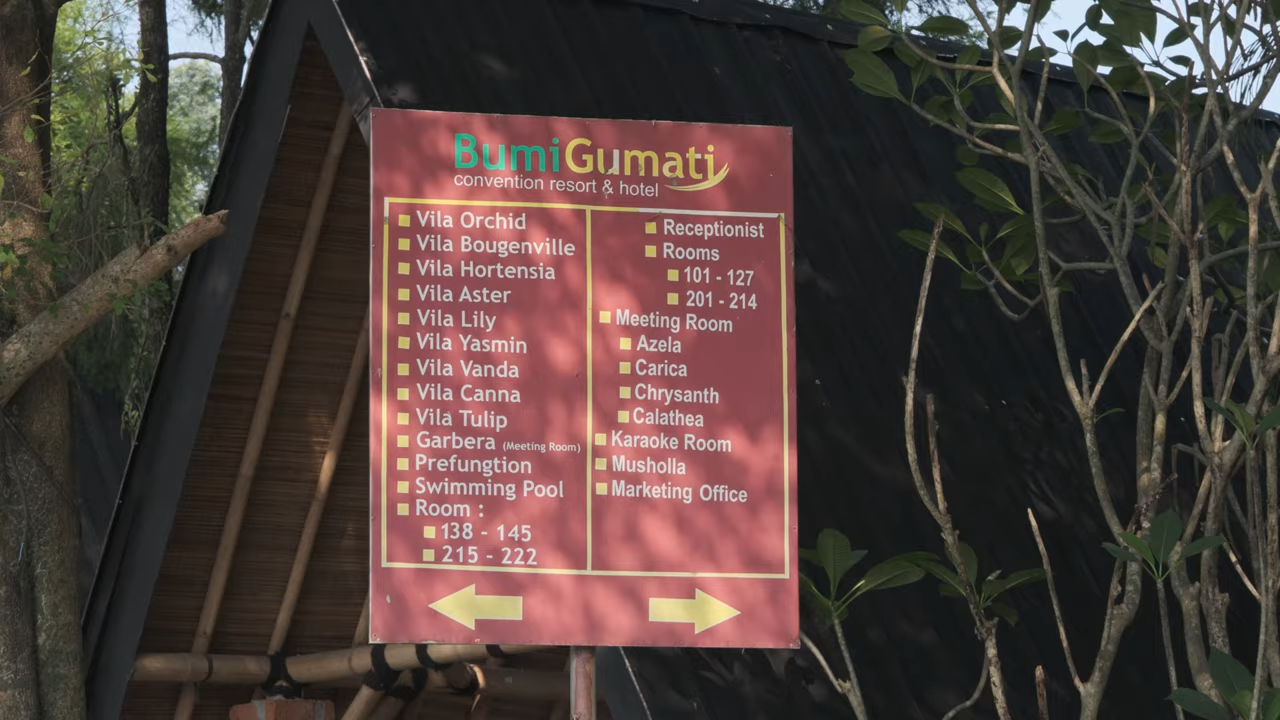 BumiGumati
convention resort & hotel
Vila Orchid
Vila Bougenville
Vila Hortensia
Vila Aster
Vila Lily
Vila Yasmin
Vila Vanda
Vila Canna
Vila Tulip
Garbera (Meeting Room)
Prefungtion
Swimming Pool
Room :
138 - 145
215 - 222
Receptionist
Rooms
101 - 127
201 - 214
Meeting Room
Azela
Carica
Chrysanth
Calathea
Karaoke Room
Musholla
Marketing Office